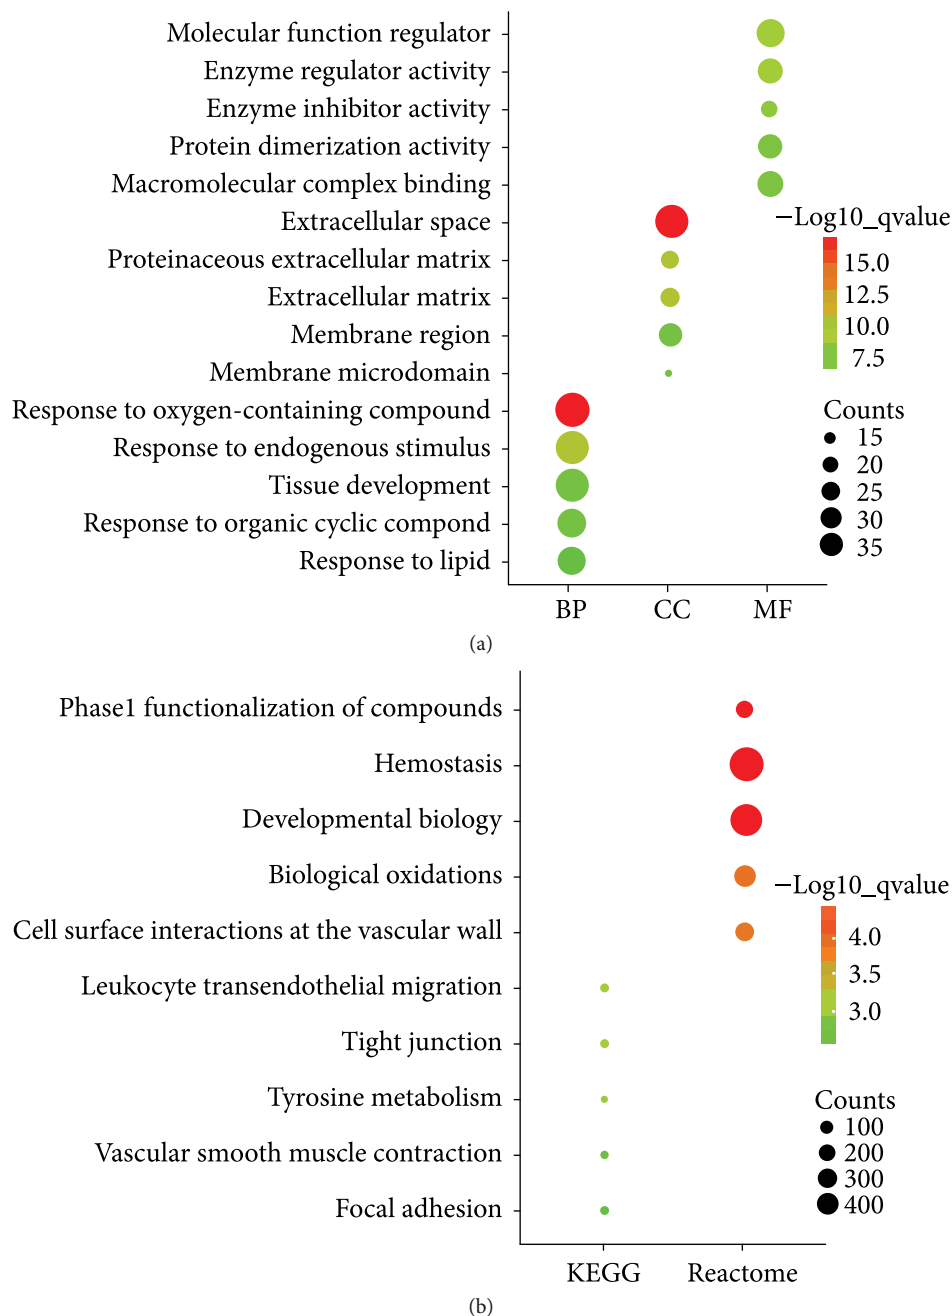 Molecular function regulator
Enzyme regulator activity
Enzyme inhibitor activity
Protein dimerization activity
Macromolecular complex binding
Extracellular space
Proteinaceous extracellular matrix
Extracellular matrix
Membrane region
Membrane microdomain
Response to oxygen-containing compound
Response to endogenous stimulus
Tissue development
Response to organic cyclic compond
Response to lipid
BP CC MF
−Log10_qvalue
15.0
12.5
10.0
7.5
Counts
15
20
25
30
35
(a)
Phase1 functionalization of compounds
Hemostasis
Developmental biology
Biological oxidations
Cell surface interactions at the vascular wall
Leukocyte transendothelial migration
Tight junction
Tyrosine metabolism
Vascular smooth muscle contraction
Focal adhesion
KEGG Reactome
−Log10_qvalue
4.0
3.5
3.0
Counts
100
200
300
400
(b)